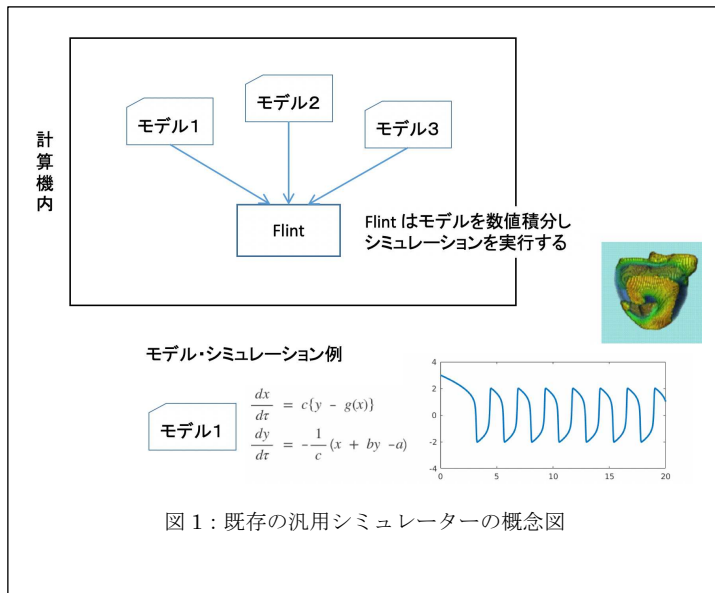 計算機内
モデル１
モデル２
モデル３
Flint
Flint はモデルを数値積分し
シミュレーションを実行する
モデル・シミュレーション例
モデル１
dx/dτ = c{y - g(x)}
dy/dτ = -1/c (x + by -a)
4
2
0
-2
-4
0 5 10 15 20
図 1：既存の汎用シミュレーターの概念図